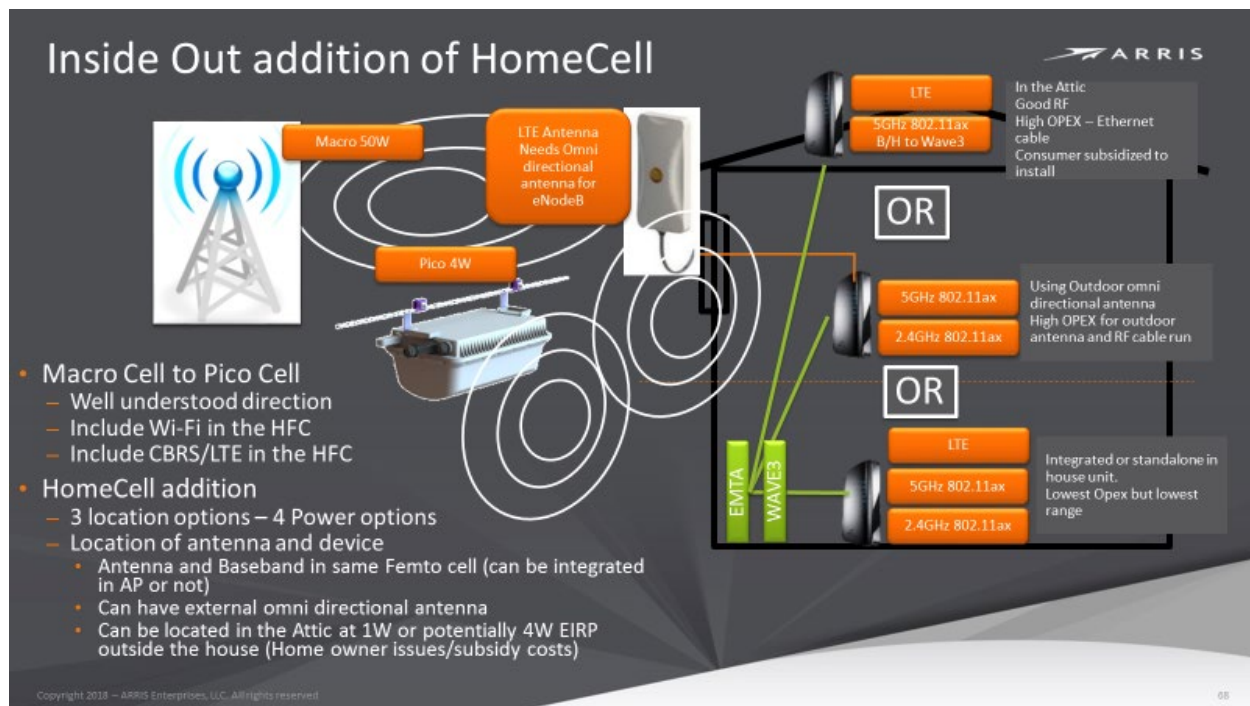 Inside Out addition of HomeCell
ARRIS
Macro 50W
LTE Antenna
Needs Omni
directional
antenna for
eNodeB
Pico 4W
LTE
5GHz 802.11ax
B/H to Wave3
In the Attic
Good RF
High OPEX – Ethernet
cable
Consumer subsidized to
install
OR
5GHz 802.11ax
2.4GHz 802.11ax
Using Outdoor omni
directional antenna
High OPEX for outdoor
antenna and RF cable run
OR
EMTA
WAVE3
LTE
5GHz 802.11ax
2.4GHz 802.11ax
Integrated or standalone in
house unit.
Lowest Opex but lowest
range
• Macro Cell to Pico Cell
– Well understood direction
– Include Wi-Fi in the HFC
– Include CBRS/LTE in the HFC
• HomeCell addition
– 3 location options – 4 Power options
– Location of antenna and device
• Antenna and Baseband in same Femto cell (can be integrated
in AP or not)
• Can have external omni directional antenna
• Can be located in the Attic at 1W or potentially 4W EIRP
outside the house (Home owner issues/subsidy costs)
Copyright 2018 – ARRIS Enterprises, LLC. All rights reserved
68